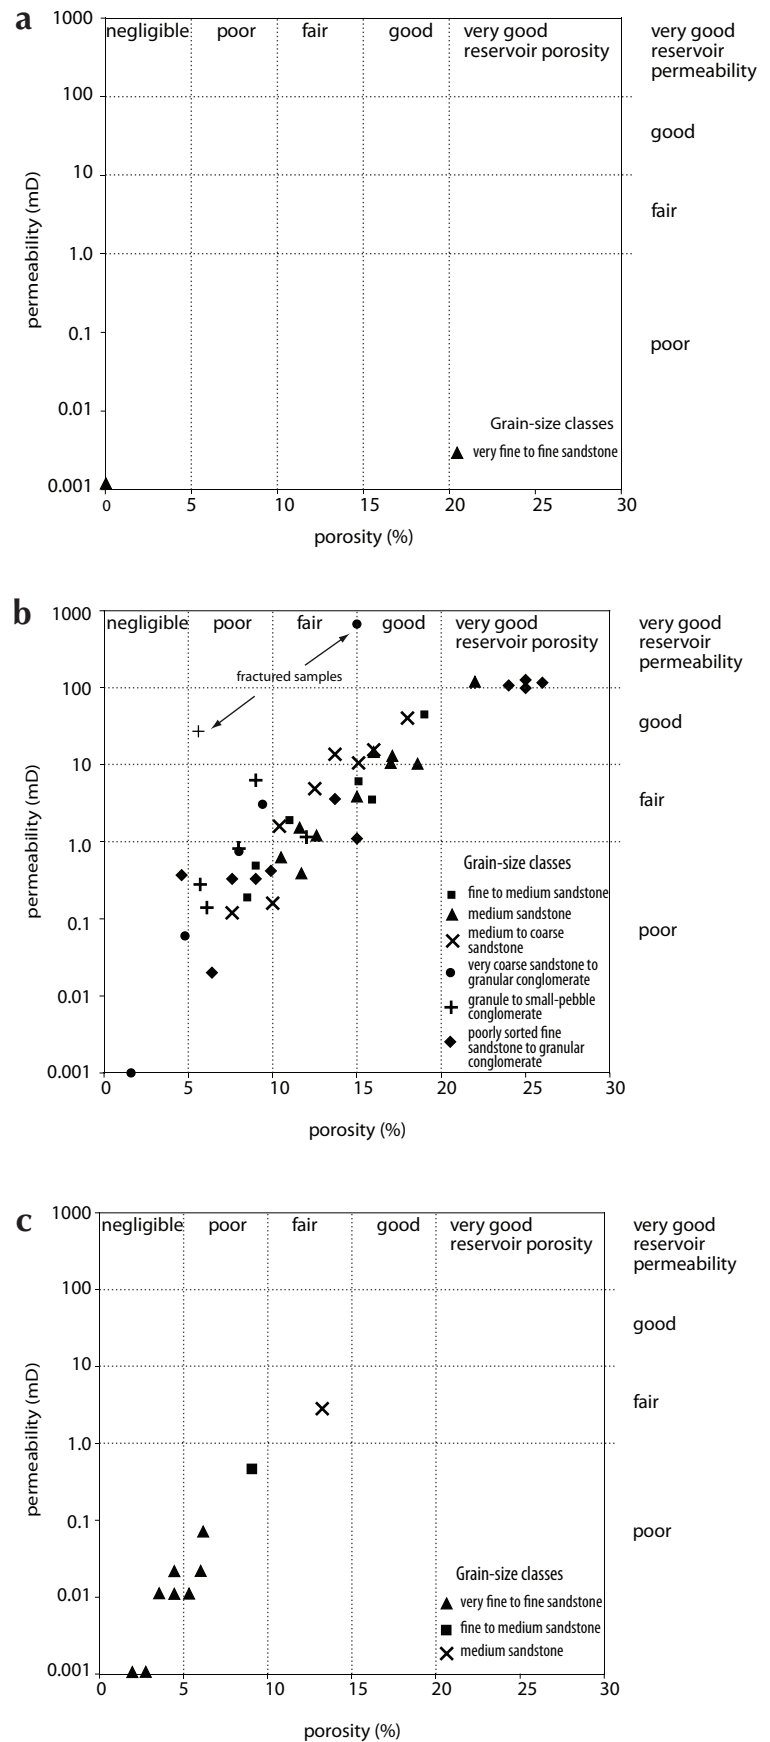 a
1000
negligible poor fair good very good
reservoir porosity
very good
reservoir
permeability
100
good
10
fair
1.0
permeability (mD)
0.1
poor
0.01
Grain-size classes
very fine to fine sandstone
0.001
0 5 10 15 20 25 30
porosity (%)
b
1000
negligible poor fair good very good
reservoir porosity
very good
reservoir
permeability
fractured samples
100
good
10
fair
1.0
permeability (mD)
Grain-size classes
fine to medium sandstone
medium sandstone
medium to coarse
sandstone
very coarse sandstone to
granular conglomerate
granule to small-pebble
conglomerate
poorly sorted fine
sandstone to granular
conglomerate
0.1
poor
0.01
0.001
0 5 10 15 20 25 30
porosity (%)
c
1000
negligible poor fair good very good
reservoir porosity
very good
reservoir
permeability
100
good
10
fair
1.0
permeability (mD)
0.1
poor
0.01
Grain-size classes
very fine to fine sandstone
fine to medium sandstone
medium sandstone
0.001
0 5 10 15 20 25 30
porosity (%)